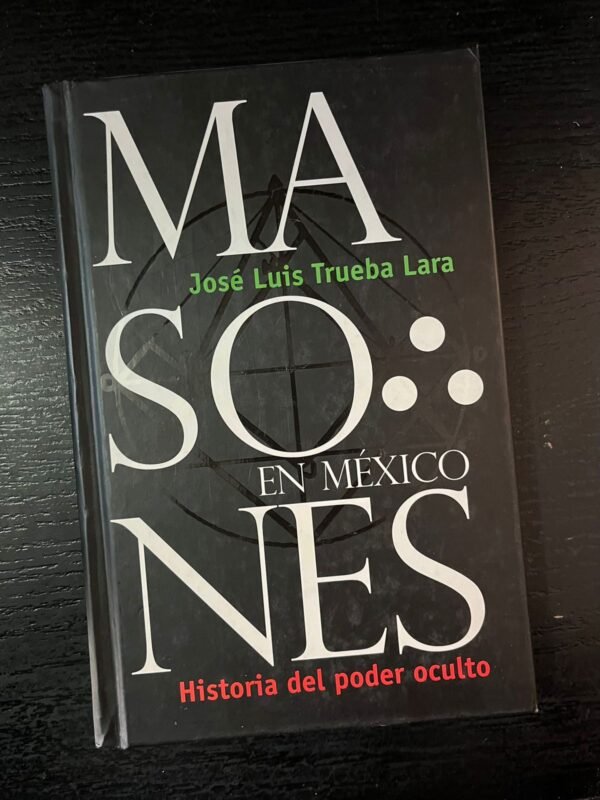 MA
José Luis Trueba Lara
SO∴
EN MÉXICO
NES
Historia del poder oculto